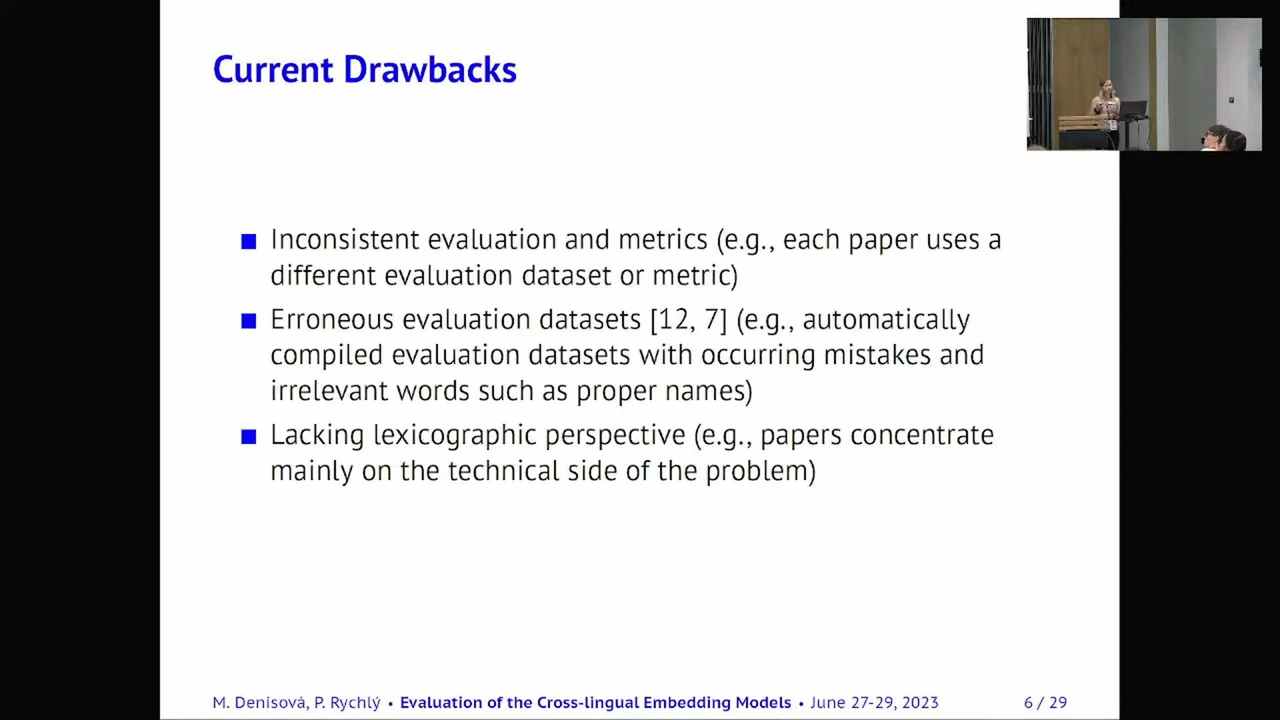 Current Drawbacks
Inconsistent evaluation and metrics (e.g., each paper uses a
different evaluation dataset or metric)
Erroneous evaluation datasets [12, 7] (e.g., automatically
compiled evaluation datasets with occurring mistakes and
irrelevant words such as proper names)
Lacking lexicographic perspective (e.g., papers concentrate
mainly on the technical side of the problem)
M. Denisová, P. Rychlý • Evaluation of the Cross-lingual Embedding Models • June 27-29, 2023 6 / 29